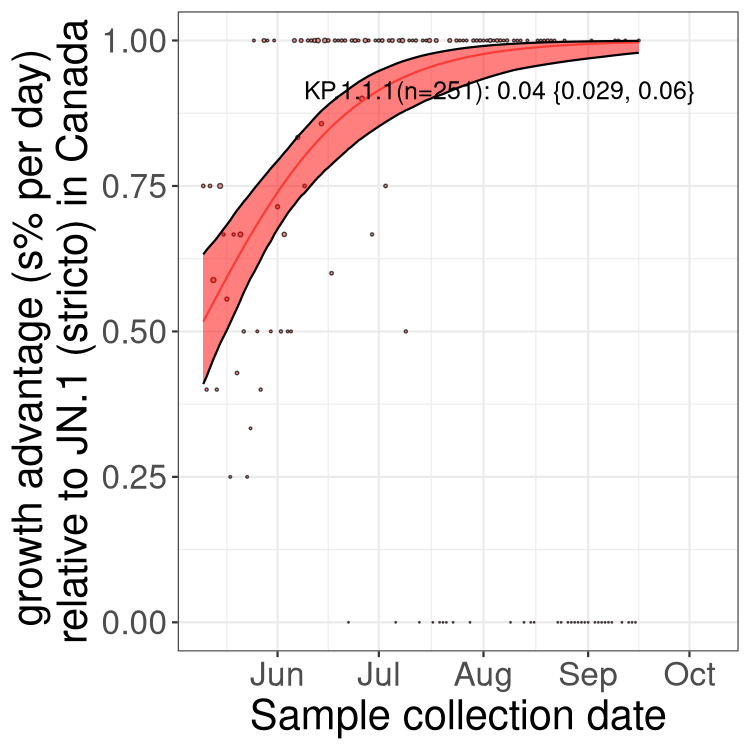 growth advantage (s% per day)
relative to JN.1 (stricto) in Canada
1.00
0.75
0.50
0.25
0.00
KP.1.1.1(n=251): 0.04 {0.029, 0.06}
Jun Jul Aug Sep Oct
Sample collection date